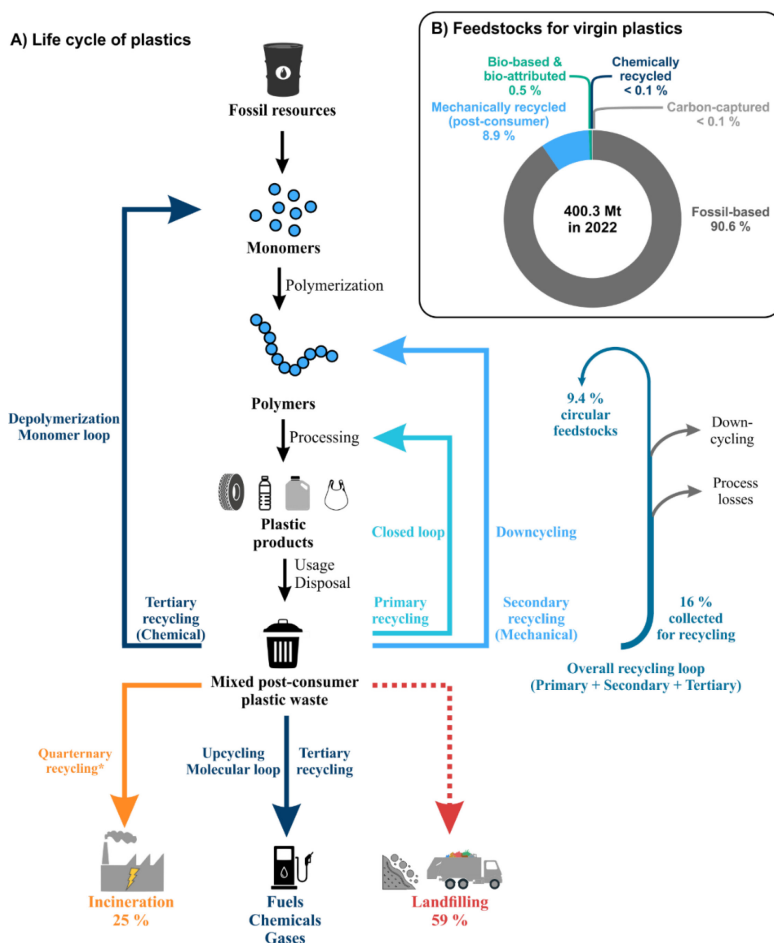 A) Life cycle of plastics
Fossil resources
Monomers
Polymerization
Polymers
Processing
Plastic
products
Usage
Disposal
Mixed post-consumer
plastic waste
Depolymerization
Monomer loop
Tertiary
recycling
(Chemical)
Closed loop
Primary
recycling
Downcycling
Secondary
recycling
(Mechanical)
9.4 %
circular
feedstocks
Down-
cycling
Process
losses
16 %
collected
for recycling
Overall recycling loop
(Primary + Secondary + Tertiary)
Quarternary
recycling*
Upcycling
Molecular loop
Tertiary
recycling
Incineration
25 %
Fuels
Chemicals
Gases
Landfilling
59 %
B) Feedstocks for virgin plastics
Bio-based &
bio-attributed
0.5 %
Chemically
recycled
< 0.1 %
Mechanically recycled
(post-consumer)
8.9 %
Carbon-captured
< 0.1 %
400.3 Mt
in 2022
Fossil-based
90.6 %